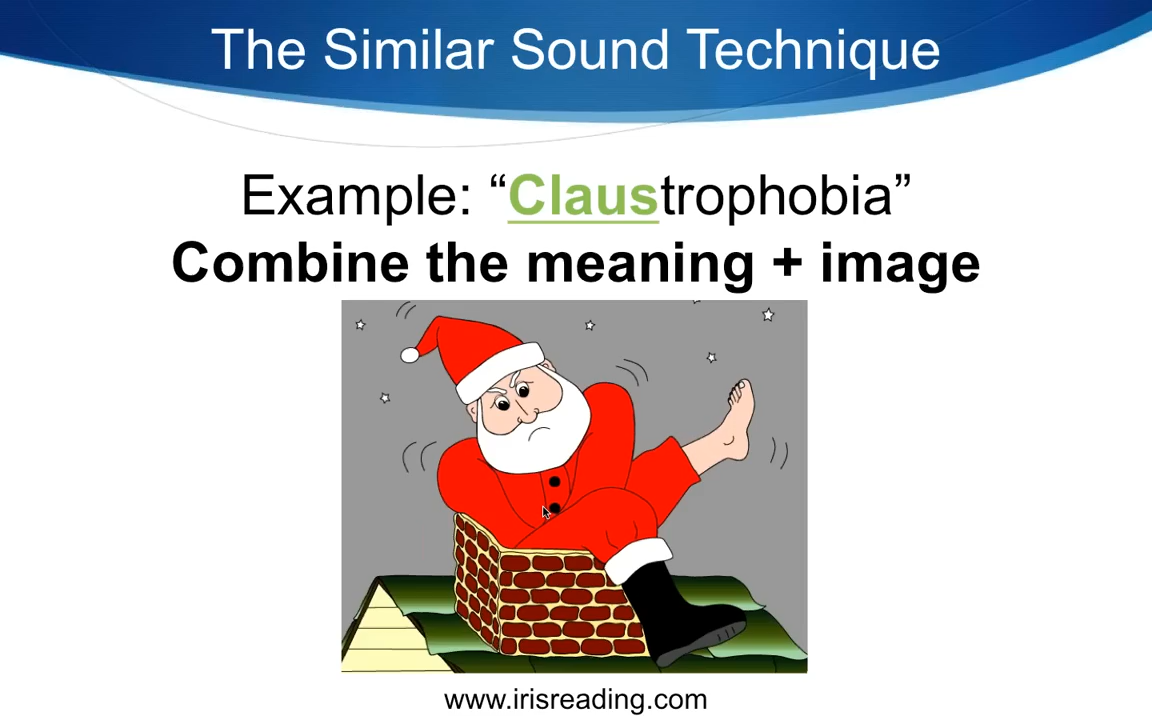 The Similar Sound Technique
Example: “Claustrophobia”
Combine the meaning + image
www.irisreading.com